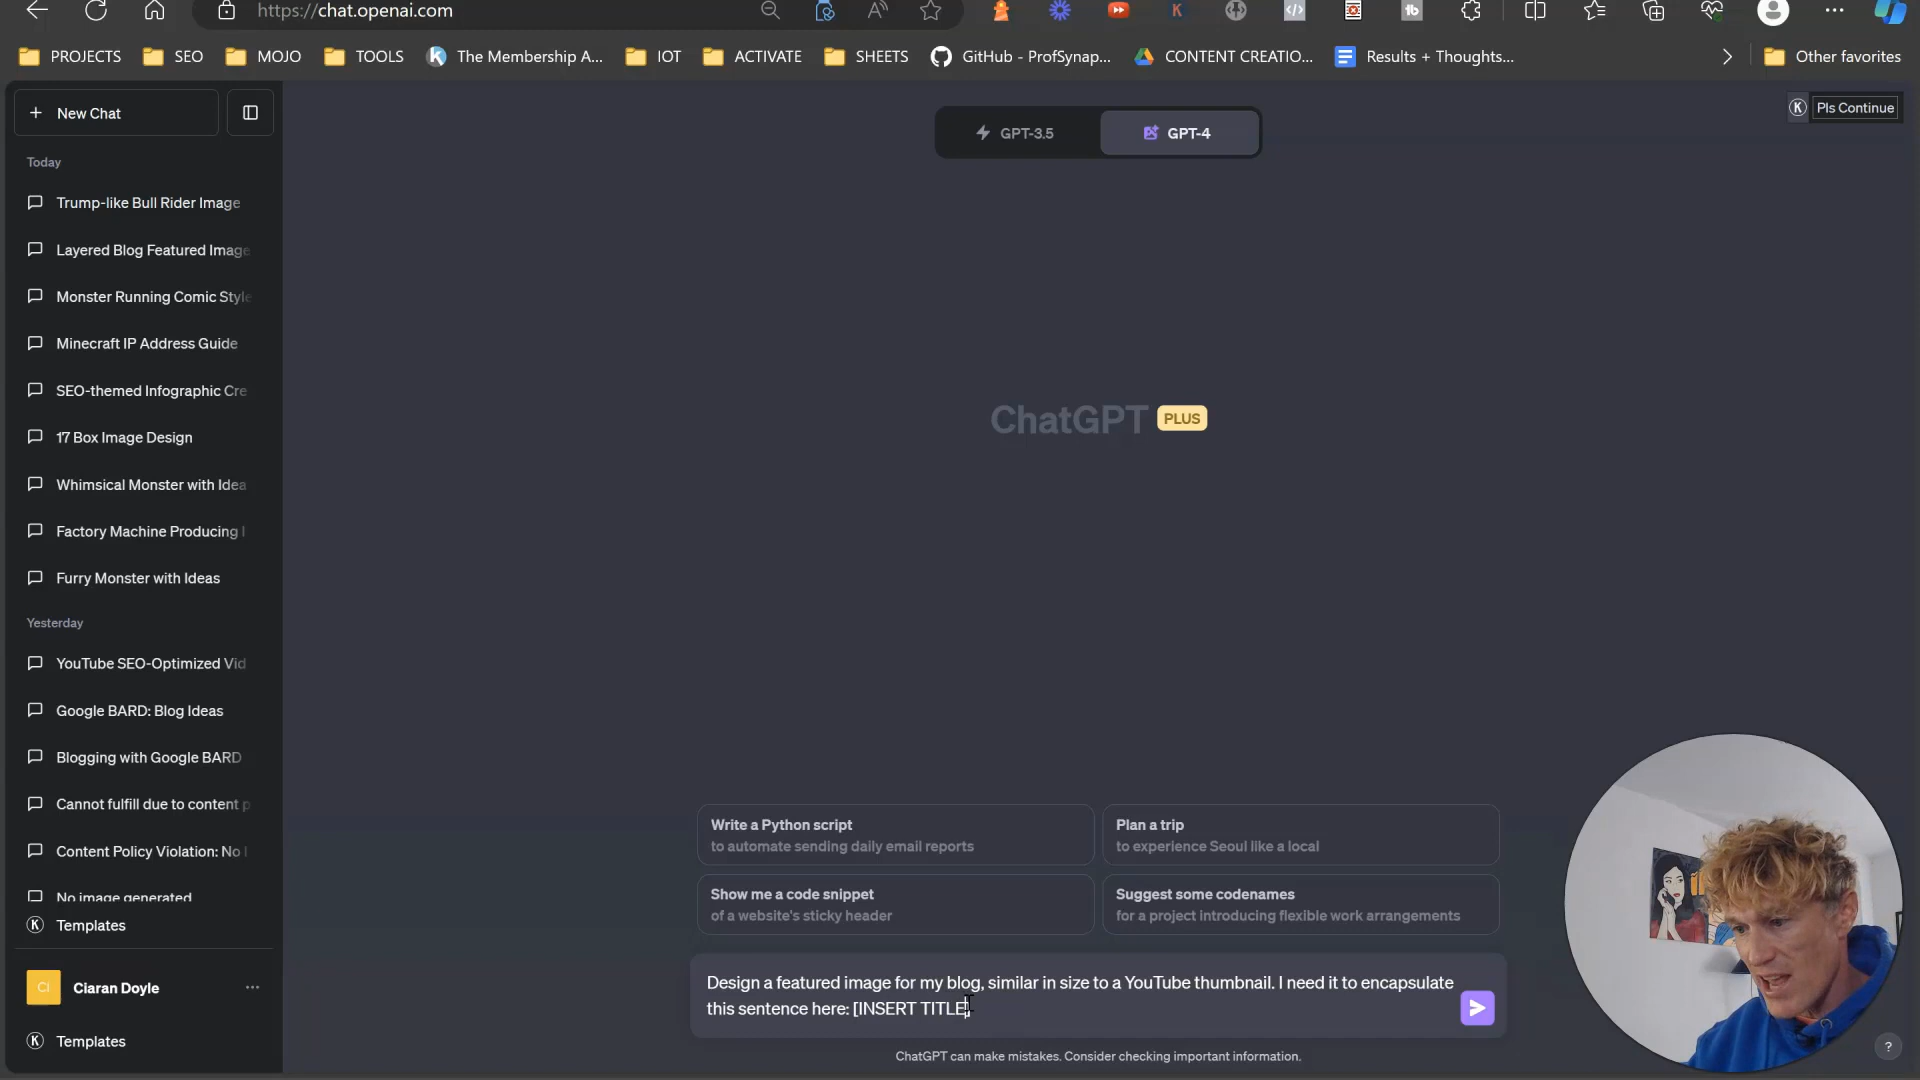 https://chat.openai.com
PROJECTS
SEO
MOJO
TOOLS
The Membership A...
IOT
ACTIVATE
SHEETS
GitHub - ProfSynap...
CONTENT CREATIO...
Results + Thoughts...
Other favorites
New Chat
GPT-3.5
GPT-4
K
Pls Continue
Today
Trump-like Bull Rider Image
Layered Blog Featured Image
Monster Running Comic Style
Minecraft IP Address Guide
SEO-themed Infographic Cre
17 Box Image Design
Whimsical Monster with Idea
Factory Machine Producing I
Furry Monster with Ideas
Yesterday
YouTube SEO-Optimized Vid
Google BARD: Blog Ideas
Blogging with Google BARD
Cannot fulfill due to content p
Content Policy Violation: No I
No image generated
K Templates
CI
Ciaran Doyle
K Templates
ChatGPT PLUS
Write a Python script
to automate sending daily email reports
Plan a trip
to experience Seoul like a local
Show me a code snippet
of a website's sticky header
Suggest some codenames
for a project introducing flexible work arrangements
Design a featured image for my blog, similar in size to a YouTube thumbnail. I need it to encapsulate
this sentence here: [INSERT TITLE]
ChatGPT can make mistakes. Consider checking important information.
?